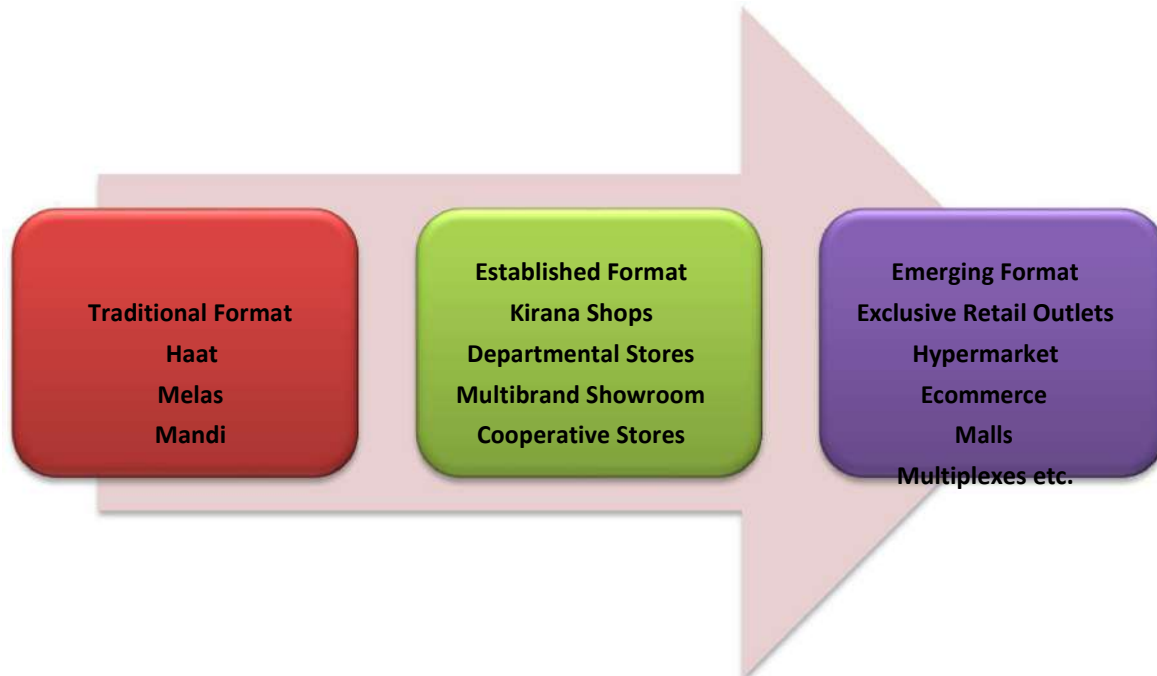 Traditional Format
Haat
Melas
Mandi
Established Format
Kirana Shops
Departmental Stores
Multibrand Showroom
Cooperative Stores
Emerging Format
Exclusive Retail Outlets
Hypermarket
Ecommerce
Malls
Multiplexes etc.